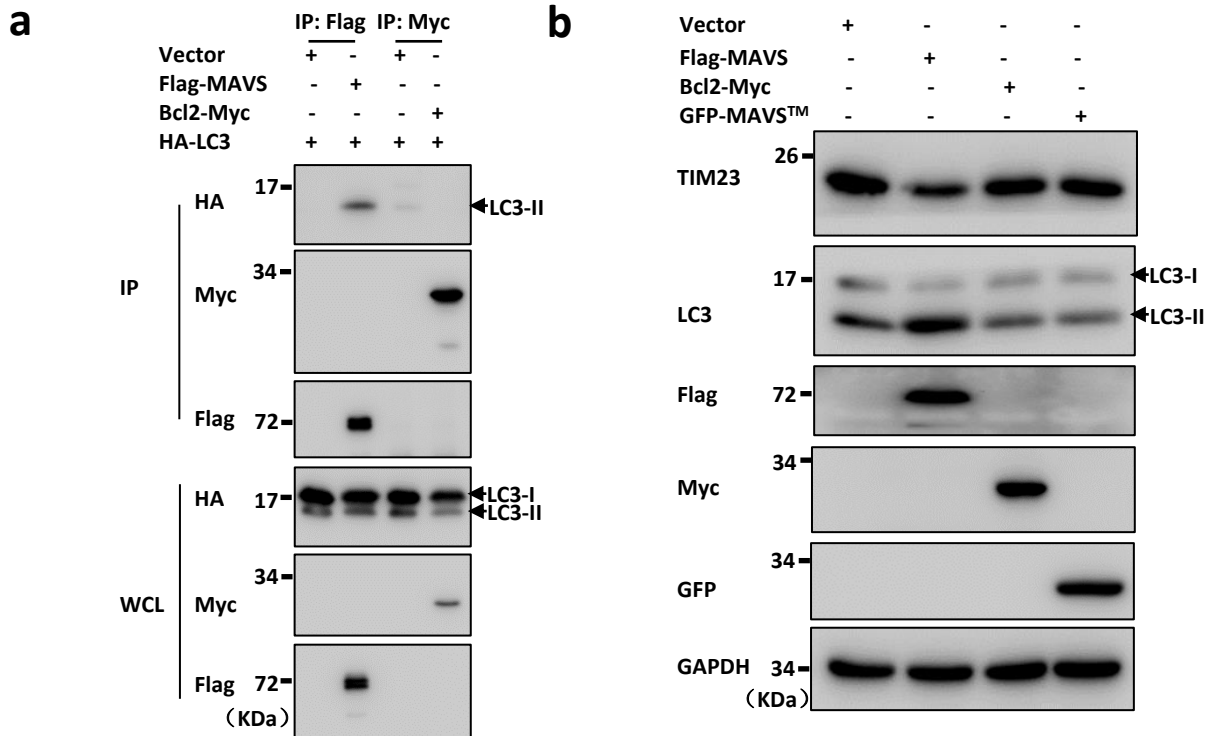 a
IP: Flag IP: Myc
Vector + - + -
Flag-MAVS - + - -
Bcl2-Myc - - - +
HA-LC3 + + + +
IP
HA 17 LC3-II
Myc 34
Flag 72
WCL
HA 17 LC3-I
LC3-II
Myc 34
Flag 72
(KDa)
b
Vector + - - -
Flag-MAVS - + - -
Bcl2-Myc - - + -
GFP-MAVS™ - - - +
TIM23 26
LC3 17 LC3-I
LC3-II
Flag 72
Myc 34
GFP 34
GAPDH 34
(KDa)